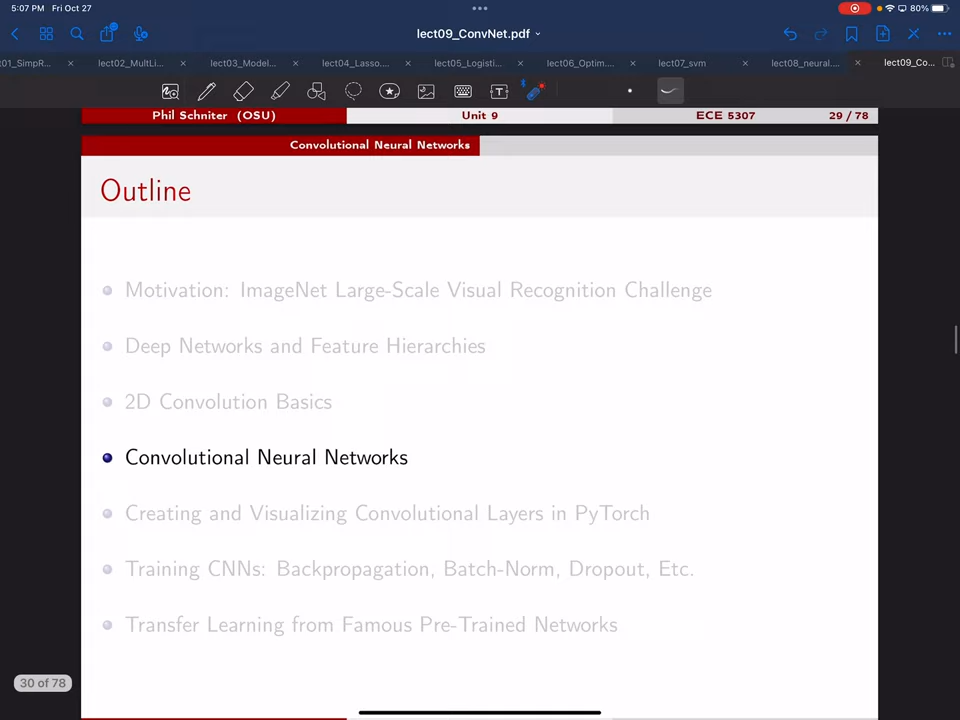 5:07 PM Fri Oct 27
80%
lect09_ConvNet.pdf
01_SimpR... lect02_MultLi... lect03_Model... lect04_Lasso.... lect05_Logisti... lect06_Optim.... lect07_svm lect08_neural.... lect09_Co...
T
Phil Schniter (OSU) Unit 9 ECE 5307 29 / 78
Convolutional Neural Networks
Outline
Motivation: ImageNet Large-Scale Visual Recognition Challenge
Deep Networks and Feature Hierarchies
2D Convolution Basics
Convolutional Neural Networks
Creating and Visualizing Convolutional Layers in PyTorch
Training CNNs: Backpropagation, Batch-Norm, Dropout, Etc.
Transfer Learning from Famous Pre-Trained Networks
30 of 78